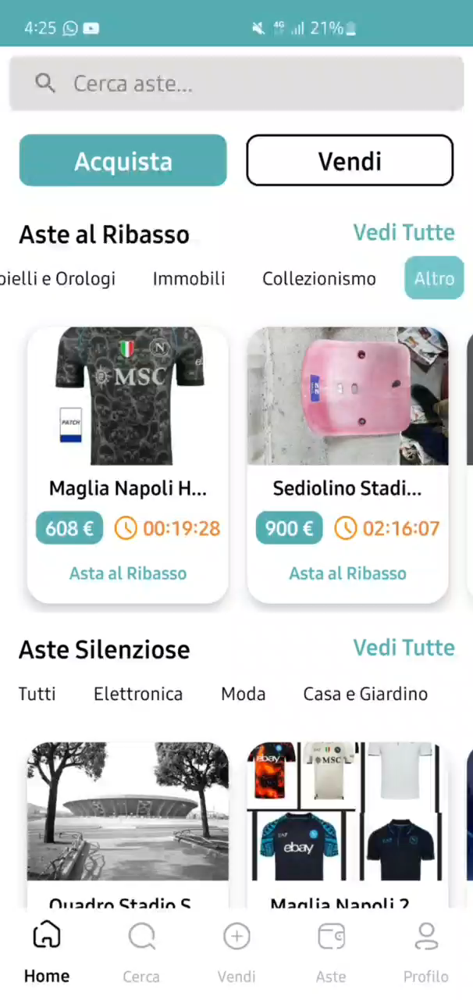 4:25 4G 21%
Cerca aste...
Acquista Vendi
Aste al Ribasso Vedi Tutte
oielli e Orologi Immobili Collezionismo Altro
N
MSC
PATCH
Maglia Napoli H... Sediolino Stadi...
608 € 00:19:28 900 € 02:16:07
Asta al Ribasso Asta al Ribasso
Aste Silenziose Vedi Tutte
Tutti Elettronica Moda Casa e Giardino
ebay MSC
EA7
ebay
Quadro Stadio S... Maglia Napoli 2...
Home Cerca Vendi Aste Profilo